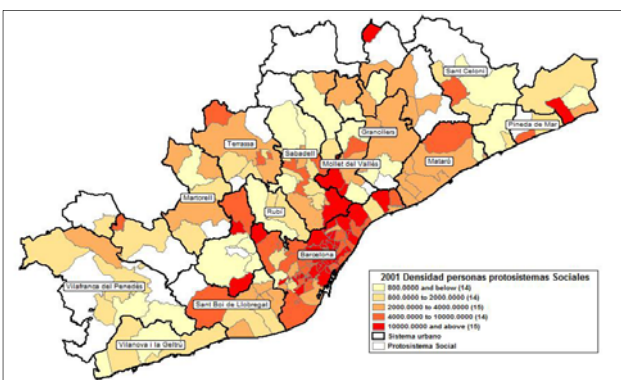 Sant Celoni
Pineda de Mar
Granollers
Terrassa
Sabadell
Mollet del Vallès
Mataró
Martorell
Rubí
Barcelona
Vilafranca del Penedès
Sant Boi de Llobregat
Vilanova i la Geltrú
2001 Densidad personas protosistemas Sociales
800.0000 and below (14)
800.0000 to 2000.0000 (14)
2000.0000 to 4000.0000 (15)
4000.0000 to 10000.0000 (14)
10000.0000 and above (15)
Sistema urbano
Protosistema Social